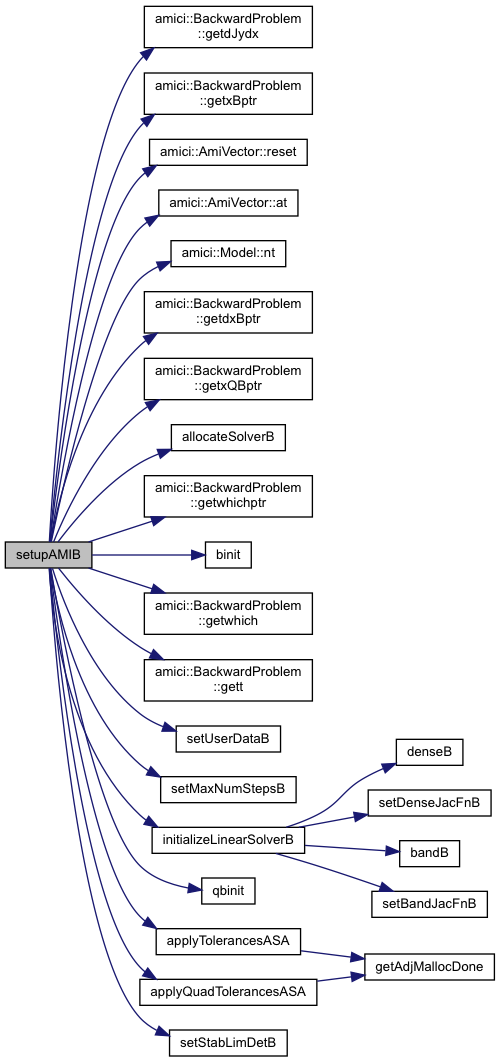 amici::BackwardProblem
::getdJydx
amici::BackwardProblem
::getxBptr
amici::AmiVector::reset
amici::AmiVector::at
amici::Model::nt
amici::BackwardProblem
::getdxBptr
amici::BackwardProblem
::getxQBptr
allocateSolverB
amici::BackwardProblem
::getwhichptr
setupAMIB
binit
amici::BackwardProblem
::getwhich
amici::BackwardProblem
::gett
setUserDataB
denseB
setMaxNumStepsB
setDenseJacFnB
initializeLinearSolverB
bandB
qbinit
setBandJacFnB
applyTolerancesASA
getAdjMallocDone
applyQuadTolerancesASA
setStabLimDetB